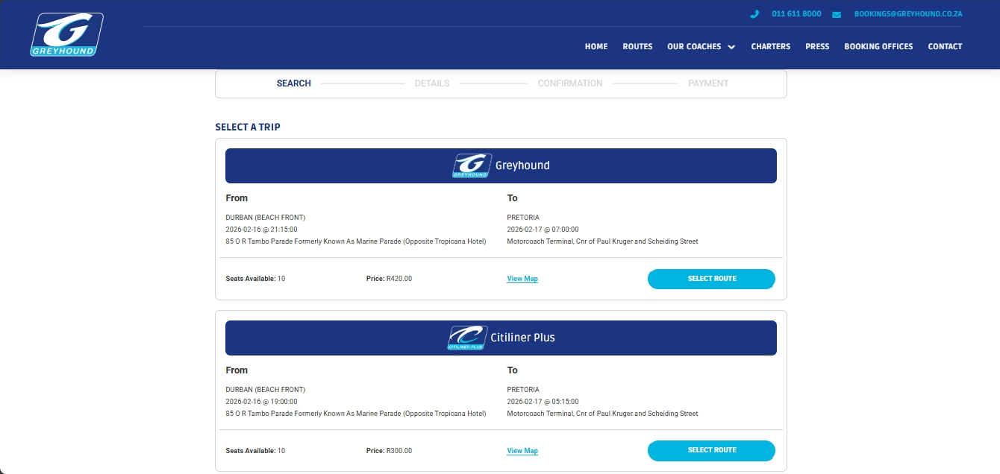 011 611 8000 BOOKINGS@GREYHOUND.CO.ZA
GREYHOUND
HOME ROUTES OUR COACHES CHARTERS PRESS BOOKING OFFICES CONTACT
SEARCH DETAILS CONFIRMATION PAYMENT
SELECT A TRIP
GREYHOUND Greyhound
From To
DURBAN (BEACH FRONT) PRETORIA
2026-02-16 @ 21:15:00 2026-02-17 @ 07:00:00
85 O R Tambo Parade Formerly Known As Marine Parade (Opposite Tropicana Hotel) Motorcoach Terminal, Cnr of Paul Kruger and Scheiding Street
Seats Available: 10 Price: R420.00 View Map SELECT ROUTE
CITILINER PLUS Citiliner Plus
From To
DURBAN (BEACH FRONT) PRETORIA
2026-02-16 @ 19:00:00 2026-02-17 @ 05:15:00
85 O R Tambo Parade Formerly Known As Marine Parade (Opposite Tropicana Hotel) Motorcoach Terminal, Cnr of Paul Kruger and Scheiding Street
Seats Available: 10 Price: R300.00 View Map SELECT ROUTE